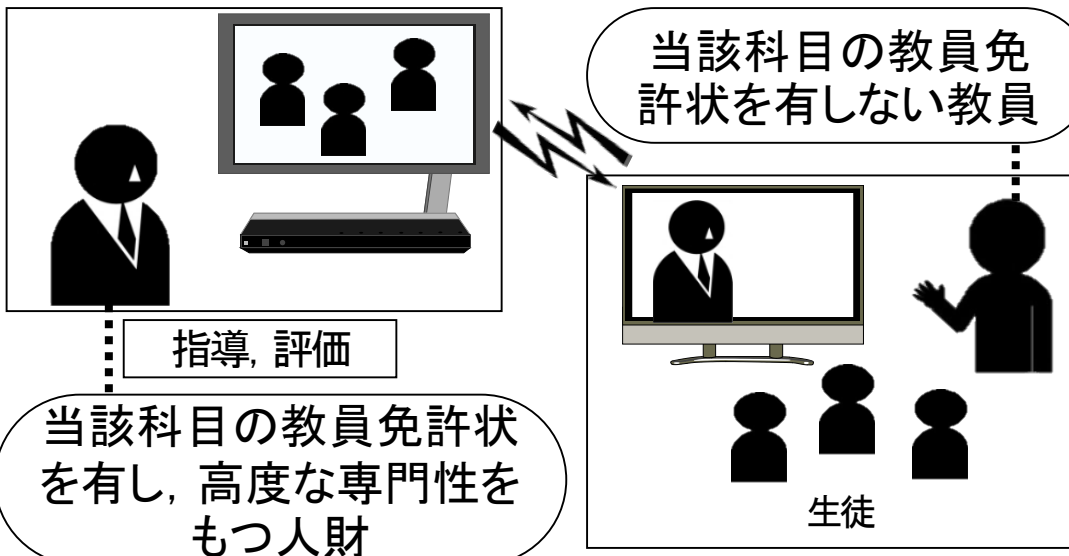 当該科目の教員免
許状を有しない教員
指導, 評価
当該科目の教員免許状
を有し, 高度な専門性を
もつ人財
生徒